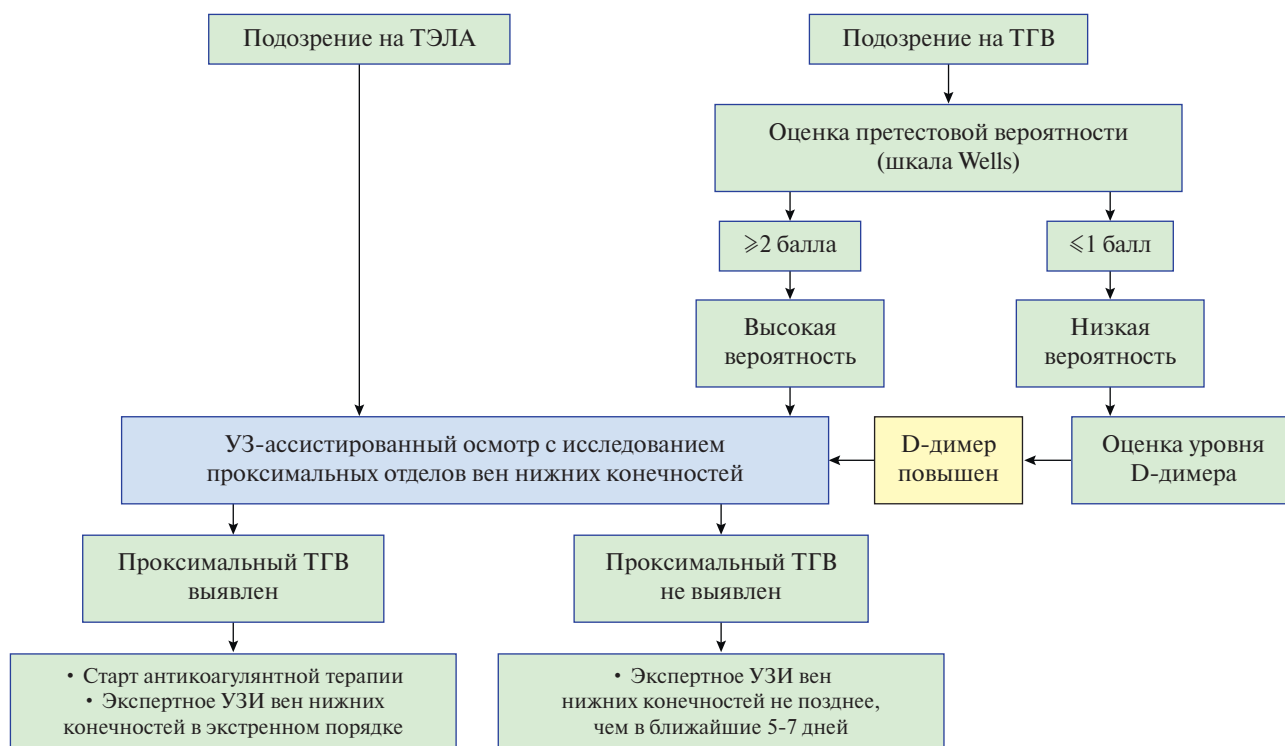 Подозрение на ТЭЛА
Подозрение на ТГВ
Оценка претестовой вероятности
(шкала Wells)
⩾2 балла
⩽1 балл
Высокая
вероятность
Низкая
вероятность
УЗ-ассистированный осмотр с исследованием
проксимальных отделов вен нижних конечностей
D-димер
повышен
Оценка уровня
D-димера
Проксимальный ТГВ
выявлен
Проксимальный ТГВ
не выявлен
• Старт антикоагулянтной терапии
• Экспертное УЗИ вен нижних
конечностей в экстренном порядке
• Экспертное УЗИ вен
нижних конечностей не позднее,
чем в ближайшие 5-7 дней